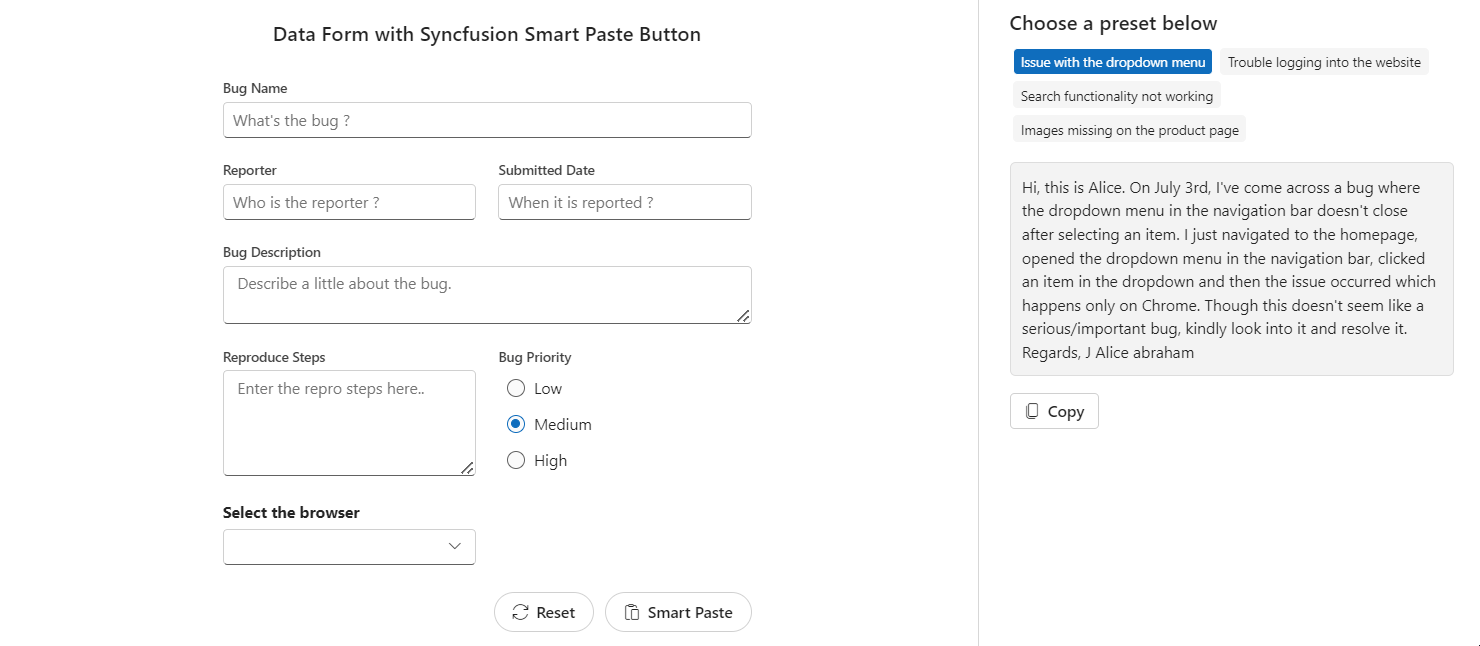 Data Form with Syncfusion Smart Paste Button
Bug Name
What's the bug ?
Reporter
Submitted Date
Who is the reporter ?
When it is reported ?
Bug Description
Describe a little about the bug.
Reproduce Steps
Enter the repro steps here..
Bug Priority
Low
Medium
High
Select the browser
Reset
Smart Paste
Choose a preset below
Issue with the dropdown menu
Trouble logging into the website
Search functionality not working
Images missing on the product page
Hi, this is Alice. On July 3rd, I've come across a bug where
the dropdown menu in the navigation bar doesn't close
after selecting an item. I just navigated to the homepage,
opened the dropdown menu in the navigation bar, clicked
an item in the dropdown and then the issue occurred which
happens only on Chrome. Though this doesn't seem like a
serious/important bug, kindly look into it and resolve it.
Regards, J Alice abraham
Copy